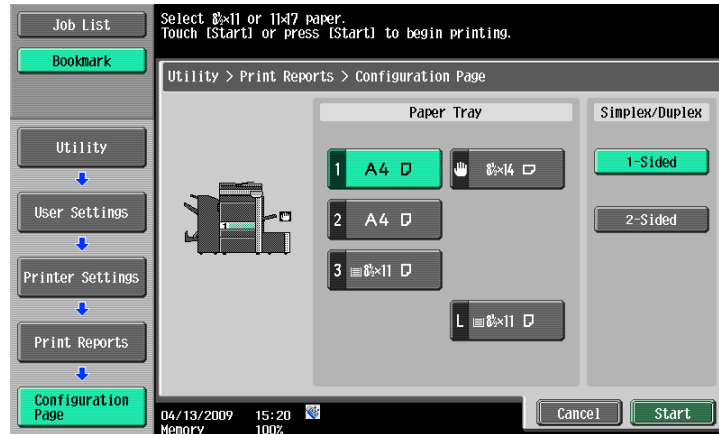 Job List
Bookmark
Select 8½×11 or 11×17 paper.
Touch [Start] or press [Start] to begin printing.
Utility > Print Reports > Configuration Page
Paper Tray
Simplex/Duplex
Utility
User Settings
Printer Settings
Print Reports
Configuration
Page
1 A4
8½×14
2 A4
3 8½×11
L 8½×11
1
1-Sided
2-Sided
04/13/2009 15:20
Memory 100%
Cancel
Start